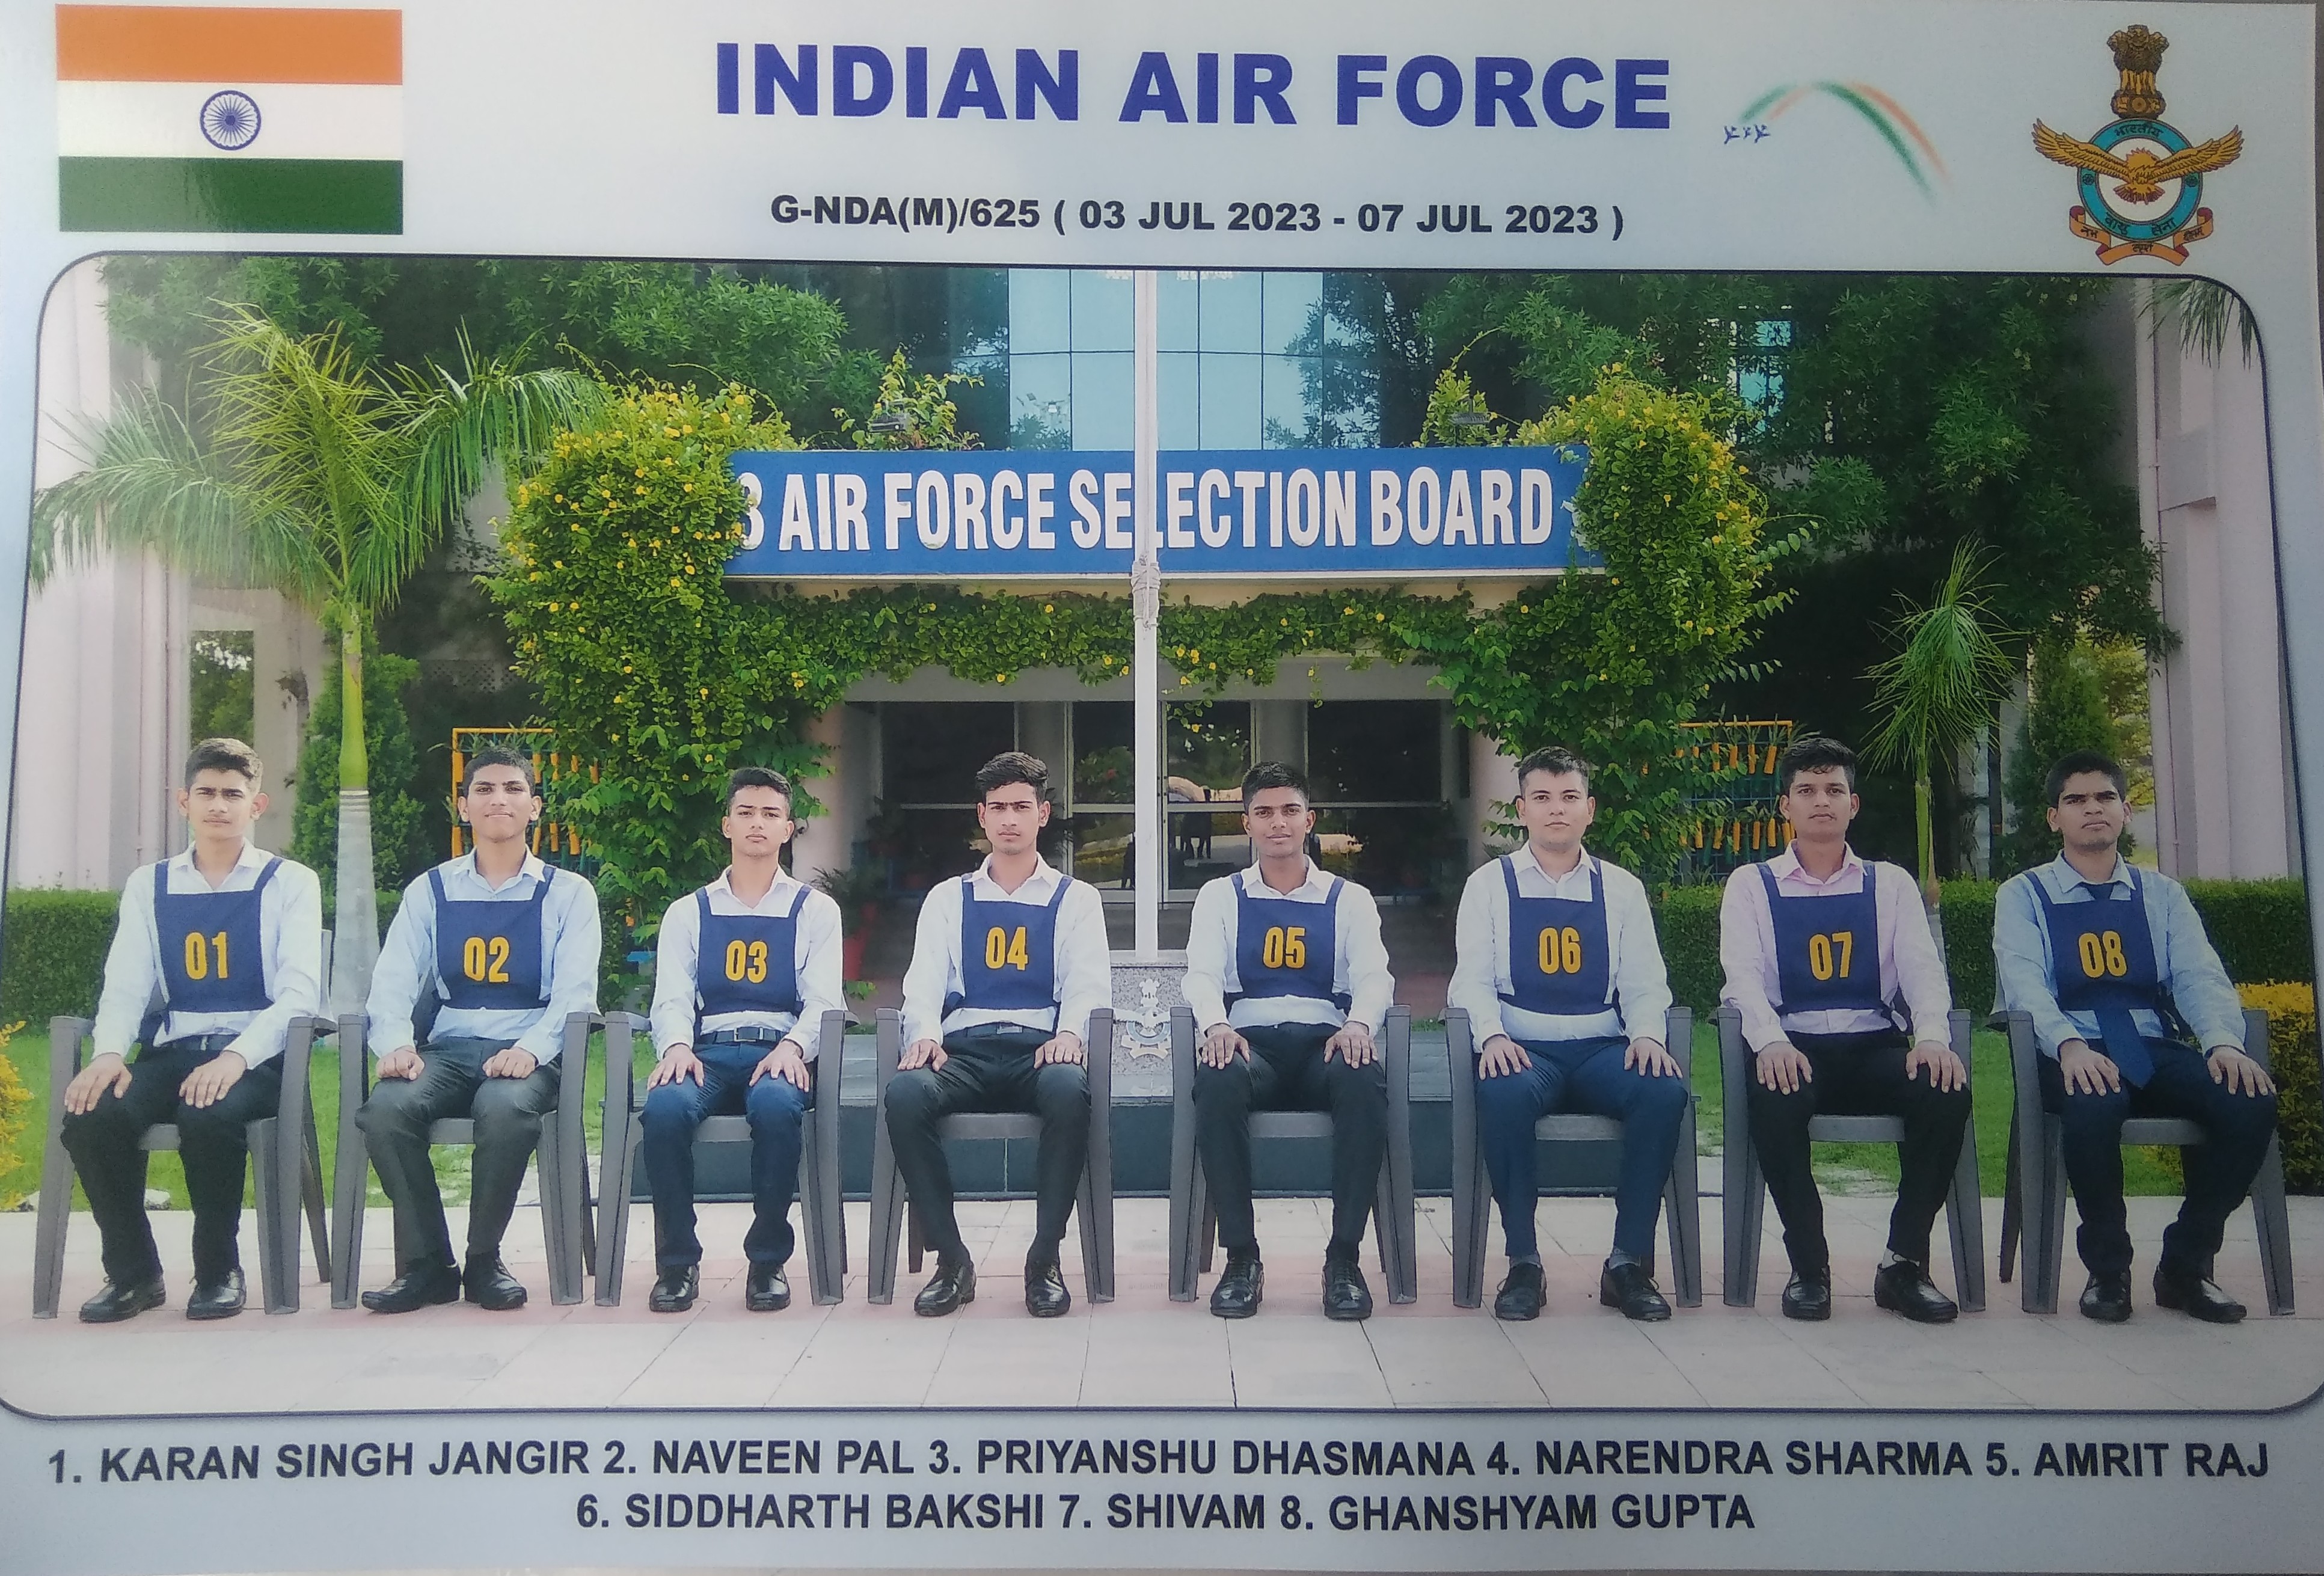 INDIAN AIR FORCE
G-NDA(M)/625 ( 03 JUL 2023 - 07 JUL 2023 )
भारतीय
वायु सेना
3 AIR FORCE SELECTION BOARD
01 02 03 04 05 06 07 08
1. KARAN SINGH JANGIR 2. NAVEEN PAL 3. PRIYANSHU DHASMANA 4. NARENDRA SHARMA 5. AMRIT RAJ
6. SIDDHARTH BAKSHI 7. SHIVAM 8. GHANSHYAM GUPTA